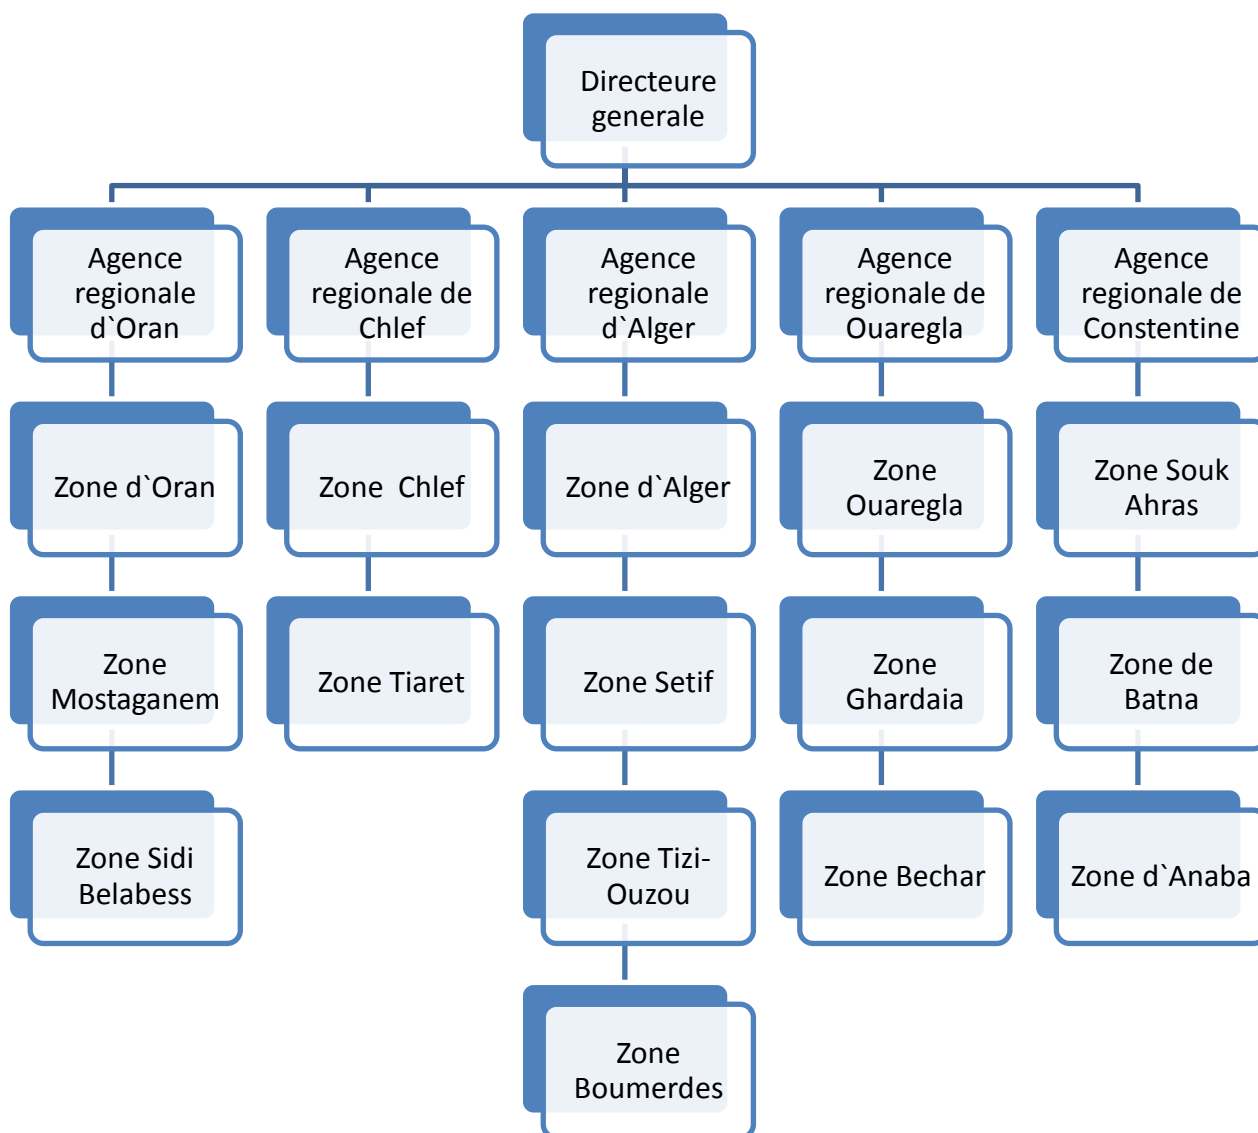 Directeure
generale
Agence
regionale
d`Oran
Agence
regionale de
Chlef
Agence
regionale
d`Alger
Agence
regionale de
Ouaregla
Agence
regionale de
Constentine
Zone d`Oran
Zone  Chlef
Zone d`Alger
Zone
Ouaregla
Zone Souk
Ahras
Zone
Mostaganem
Zone Tiaret
Zone Setif
Zone
Ghardaia
Zone de
Batna
Zone Sidi
Belabess
Zone Tizi-
Ouzou
Zone Bechar
Zone d`Anaba
Zone
Boumerdes